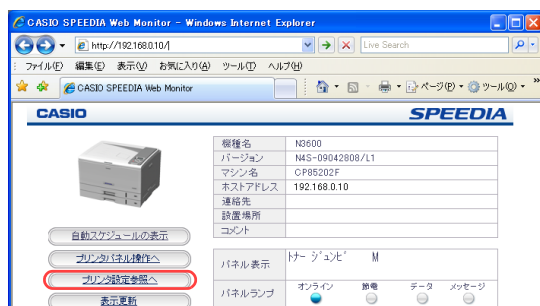 CASIO SPEEDIA Web Monitor - Windows Internet Explorer
http://192.168.0.10/
Live Search
ファイル(F) 編集(E) 表示(V) お気に入り(A) ツール(T) ヘルプ(H)
CASIO SPEEDIA Web Monitor
ページ(P) ツール(O)
CASIO SPEEDIA
機種名 N3600
バージョン N4S-09042808/L1
マシン名 CP85202F
ホストアドレス 192.168.0.10
連絡先
設置場所
コメント
自動スケジュールの表示
プリンタパネル操作へ
プリンタ設定参照へ
表示更新
パネル表示 トナー ジュンビ M
パネルランプ オンライン 節電 データ メッセージ